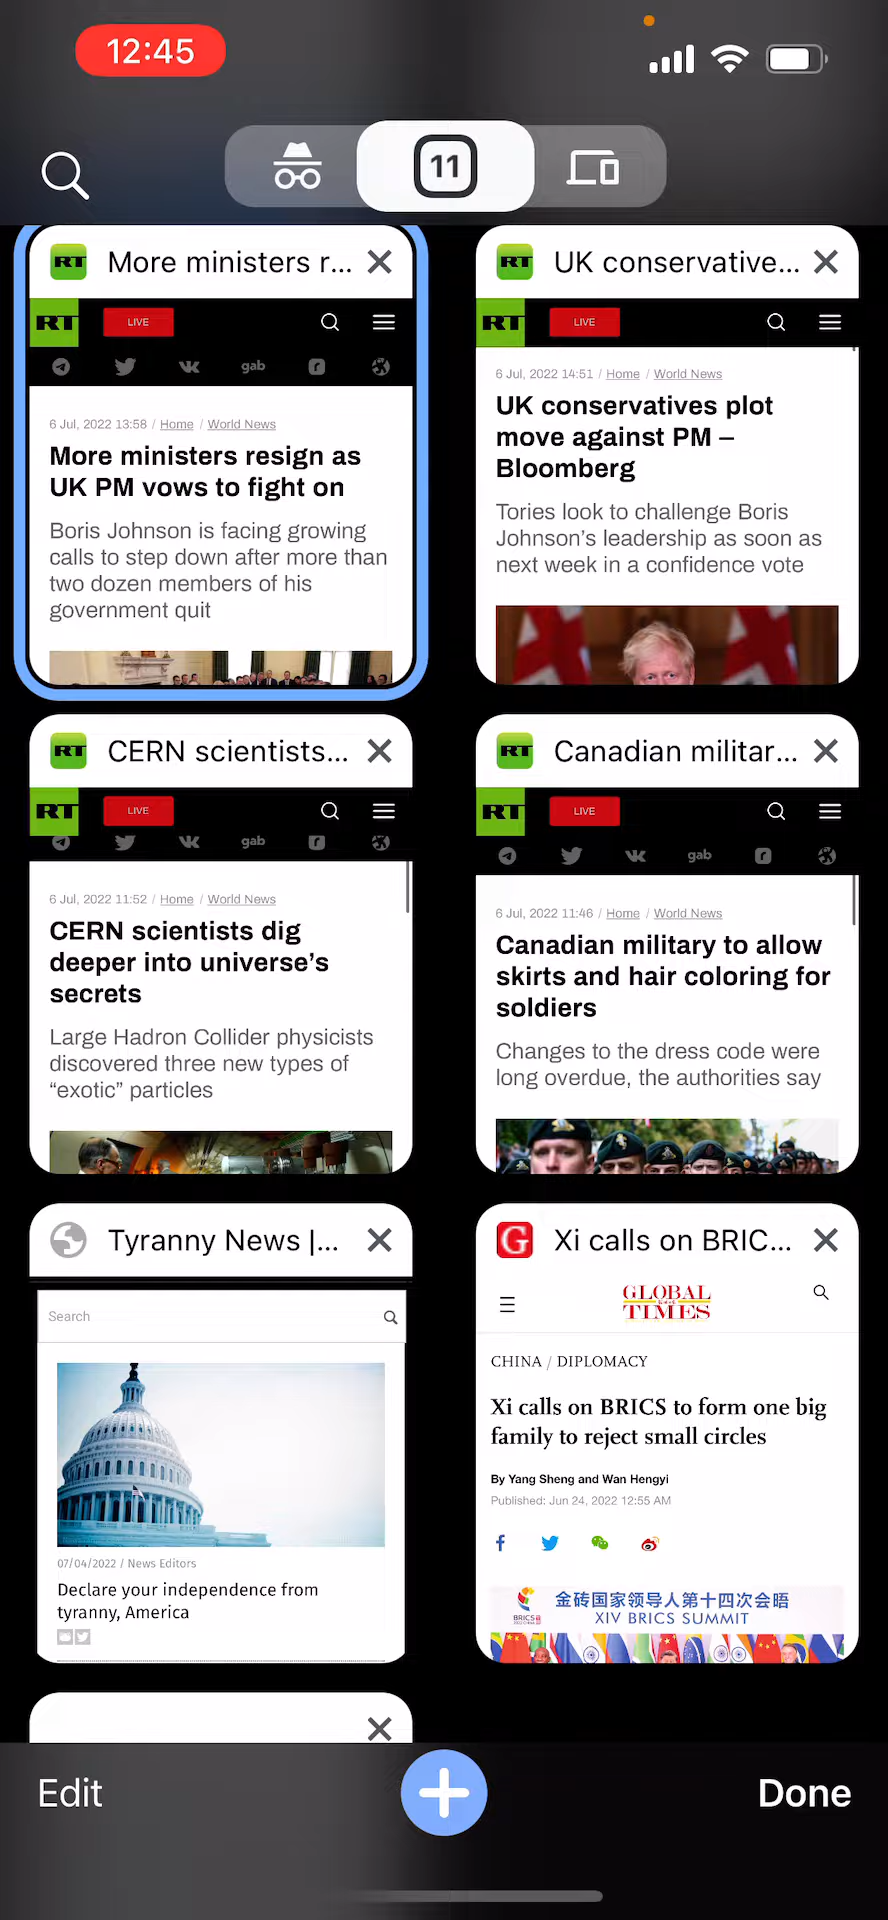 12:45
11
RT More ministers r...
RT LIVE
gab
6 Jul, 2022 13:58 / Home / World News
More ministers resign as
UK PM vows to fight on
Boris Johnson is facing growing
calls to step down after more than
two dozen members of his
government quit
RT UK conservative...
RT LIVE
6 Jul, 2022 14:51 / Home / World News
UK conservatives plot
move against PM –
Bloomberg
Tories look to challenge Boris
Johnson's leadership as soon as
next week in a confidence vote
RT CERN scientists...
RT LIVE
gab
6 Jul, 2022 11:52 / Home / World News
CERN scientists dig
deeper into universe's
secrets
Large Hadron Collider physicists
discovered three new types of
“exotic” particles
RT Canadian militar...
RT LIVE
gab
6 Jul, 2022 11:46 / Home / World News
Canadian military to allow
skirts and hair coloring for
soldiers
Changes to the dress code were
long overdue, the authorities say
Tyranny News |...
Search
07/04/2022 / News Editors
Declare your independence from
tyranny, America
G Xi calls on BRIC...
GLOBAL
TIMES
CHINA / DIPLOMACY
Xi calls on BRICS to form one big
family to reject small circles
By Yang Sheng and Wan Hengyi
Published: Jun 24, 2022 12:55 AM
BRICS
金砖国家领导人第十四次会晤
XIV BRICS SUMMIT
Edit
Done